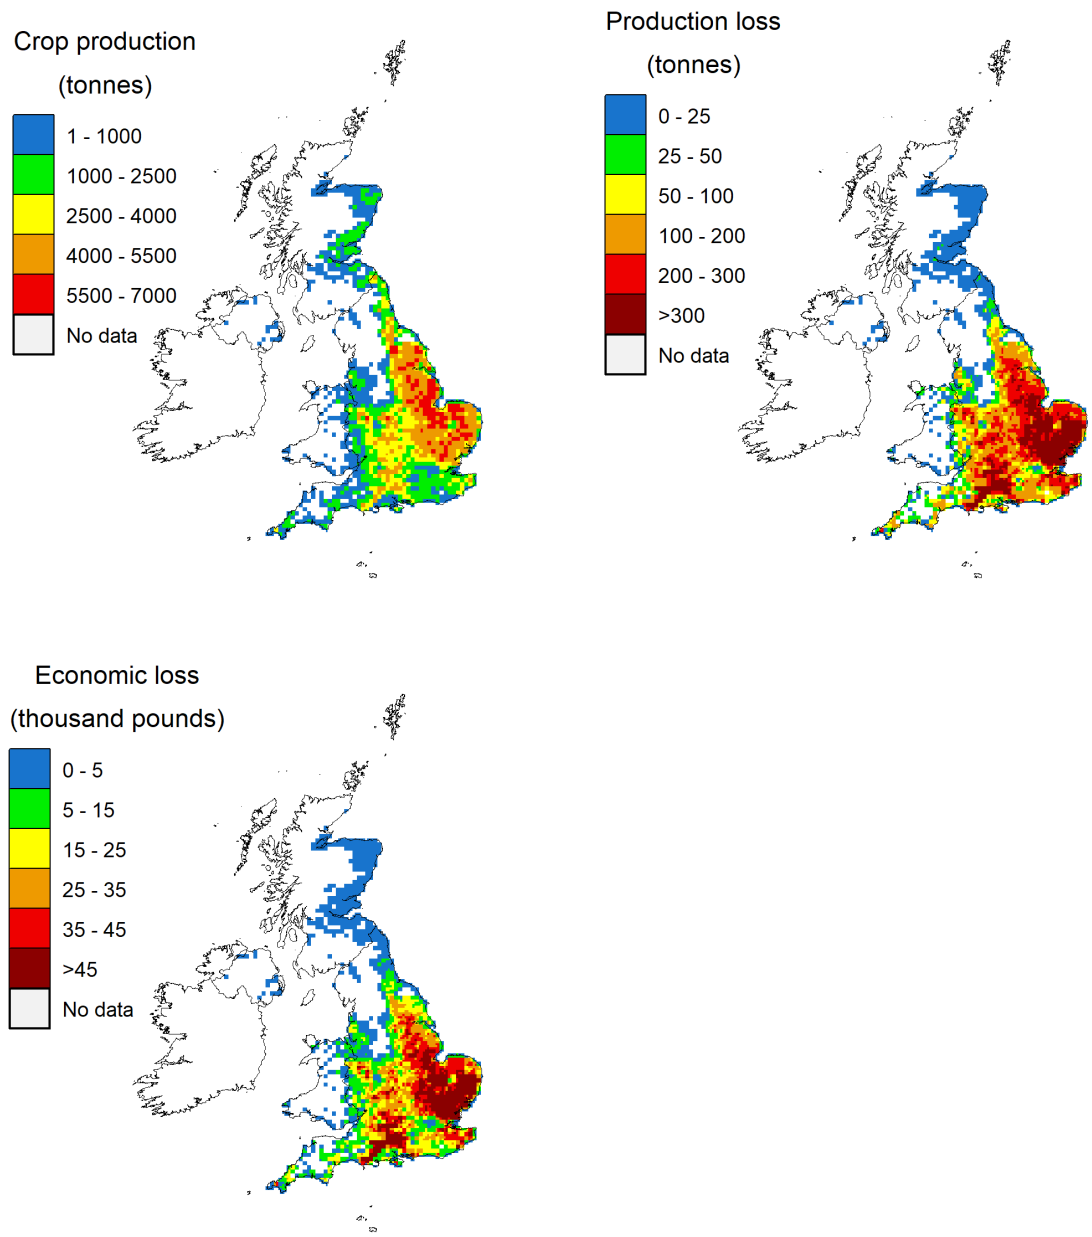 Crop production
(tonnes)
1 - 1000
1000 - 2500
2500 - 4000
4000 - 5500
5500 - 7000
No data
Production loss
(tonnes)
0 - 25
25 - 50
50 - 100
100 - 200
200 - 300
>300
No data
Economic loss
(thousand pounds)
0 - 5
5 - 15
15 - 25
25 - 35
35 - 45
>45
No data